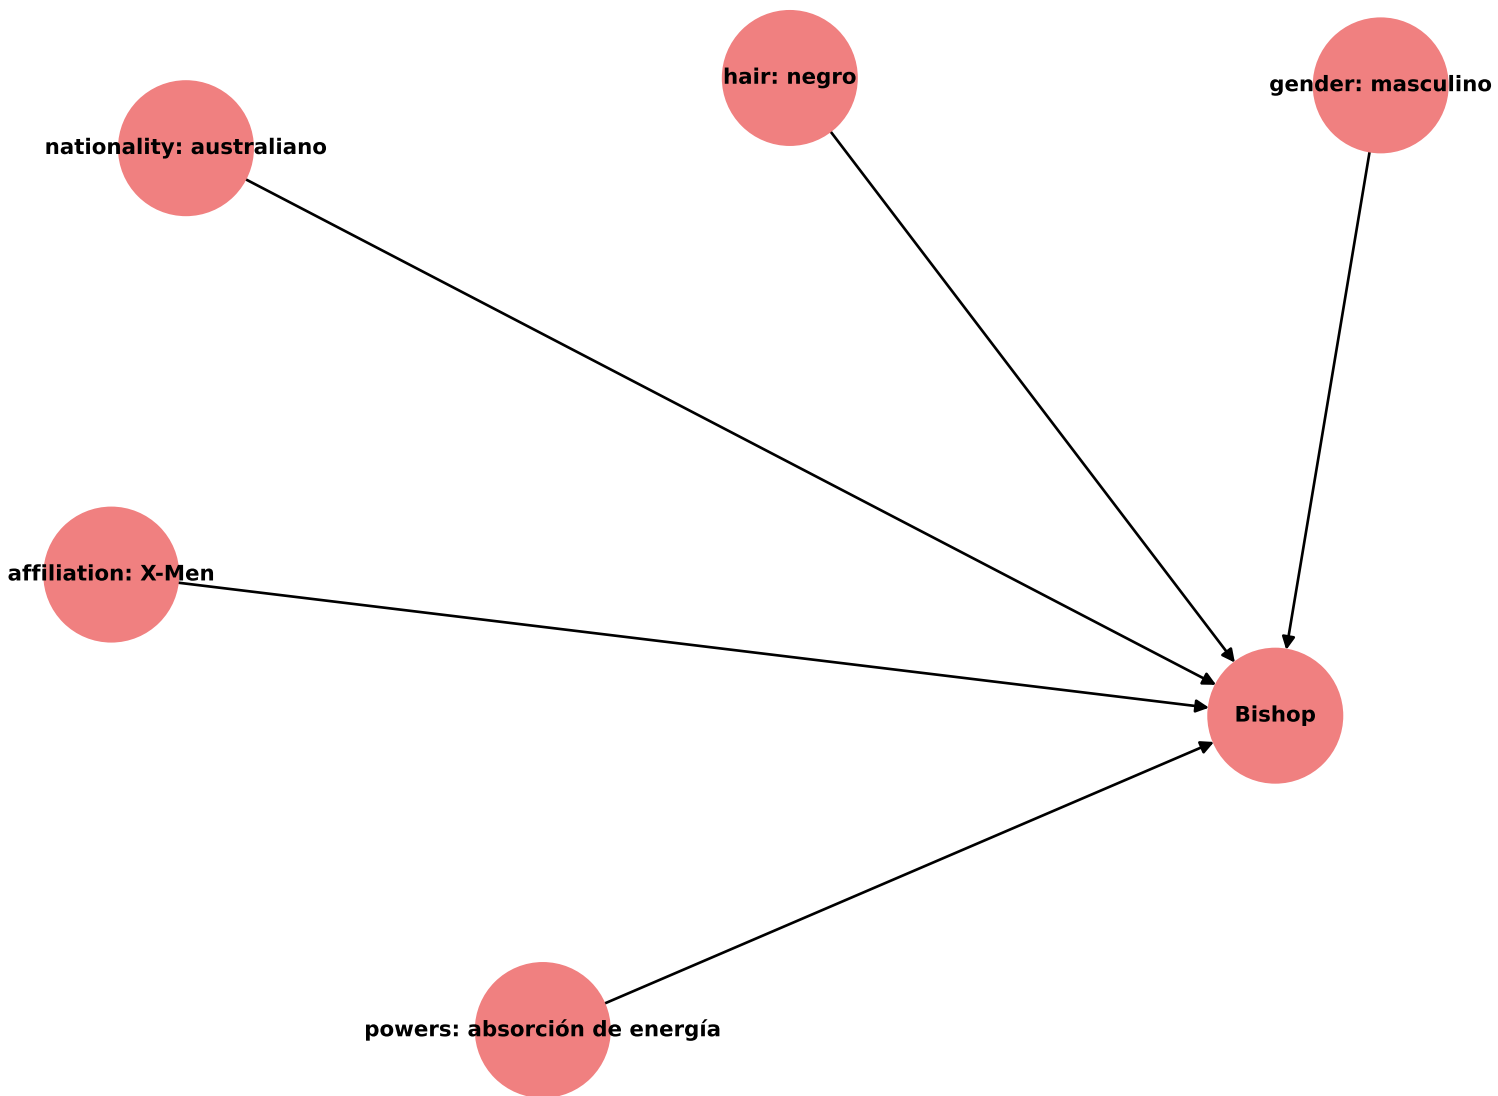 hair: negro
gender: masculino
nationality: australiano
affiliation: X-Men
Bishop
powers: absorción de energía